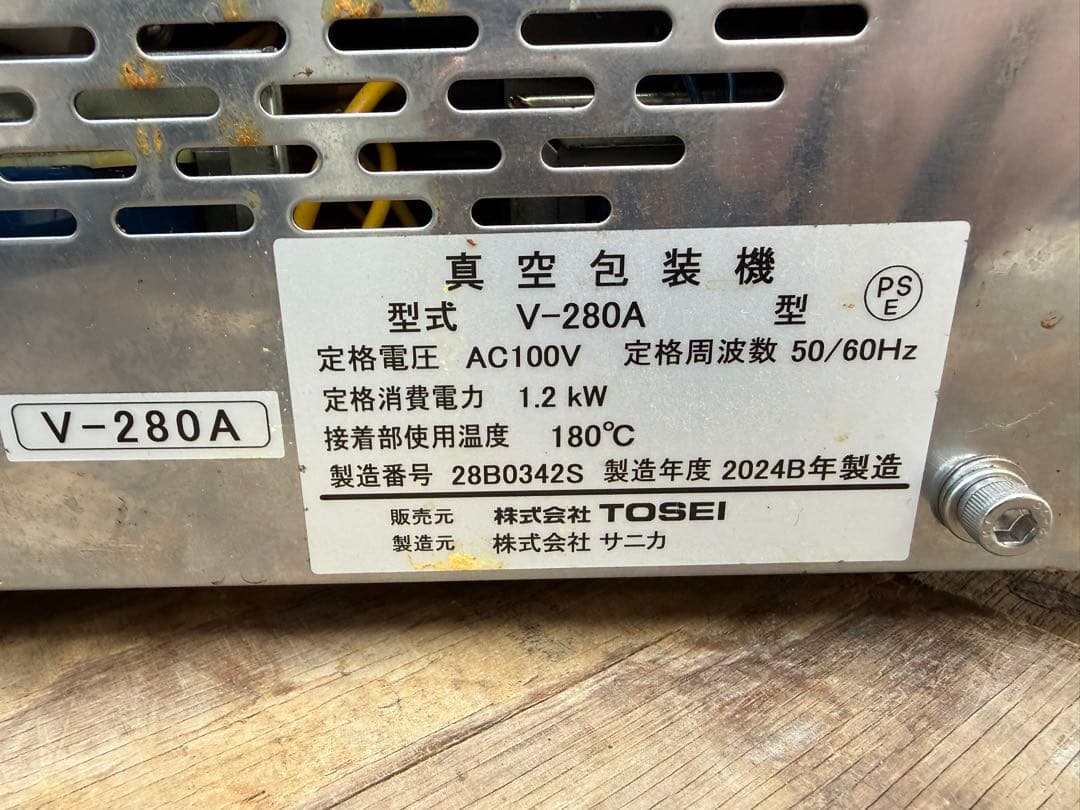 真空包装機
型式 V-280A 型 PSE
定格電圧 AC100V 定格周波数 50/60Hz
定格消費電力 1.2 kW
接着部使用温度 180℃
製造番号 28B0342S 製造年度 2024B年製造
販売元 株式会社 TOSEI
製造元 株式会社 サニカ
V-280A